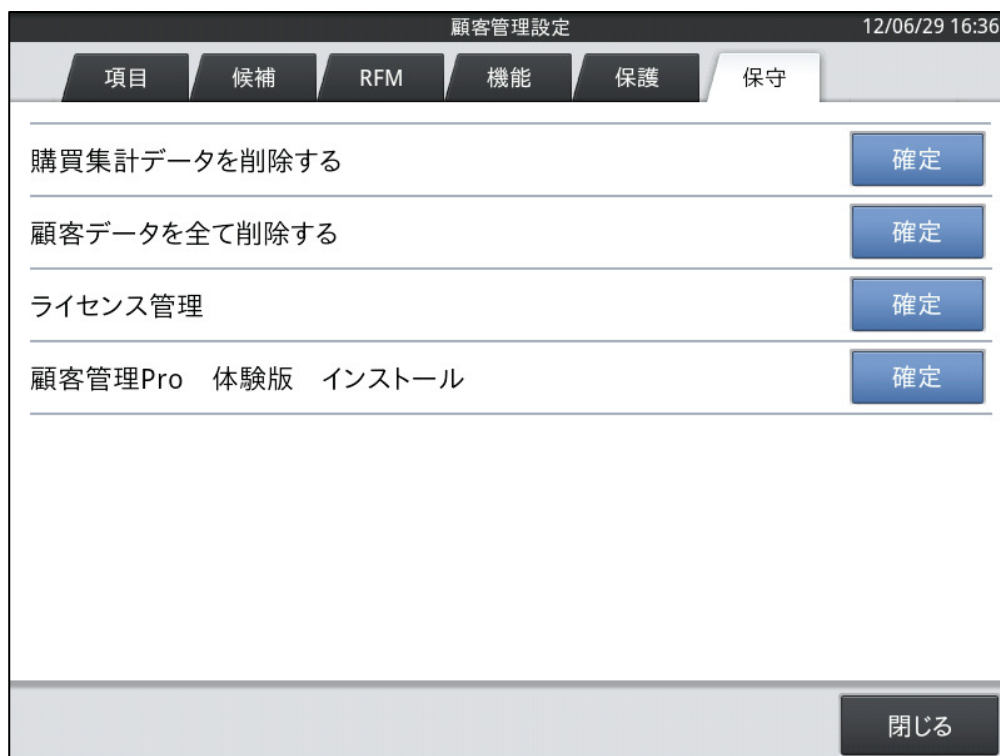 顧客管理設定 12/06/29 16:36
項目 候補 RFM 機能 保護 保守
購買集計データを削除する 確定
顧客データを全て削除する 確定
ライセンス管理 確定
顧客管理Pro　体験版　インストール 確定
閉じる